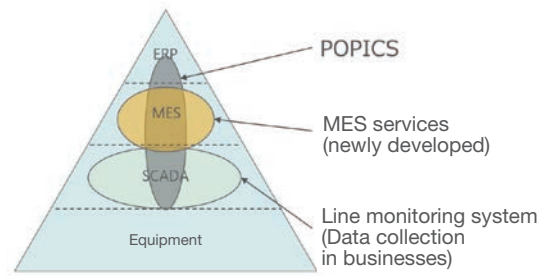 ERP
POPICS
MES
MES services
(newly developed)
SCADA
Line monitoring system
(Data collection
in businesses)
Equipment